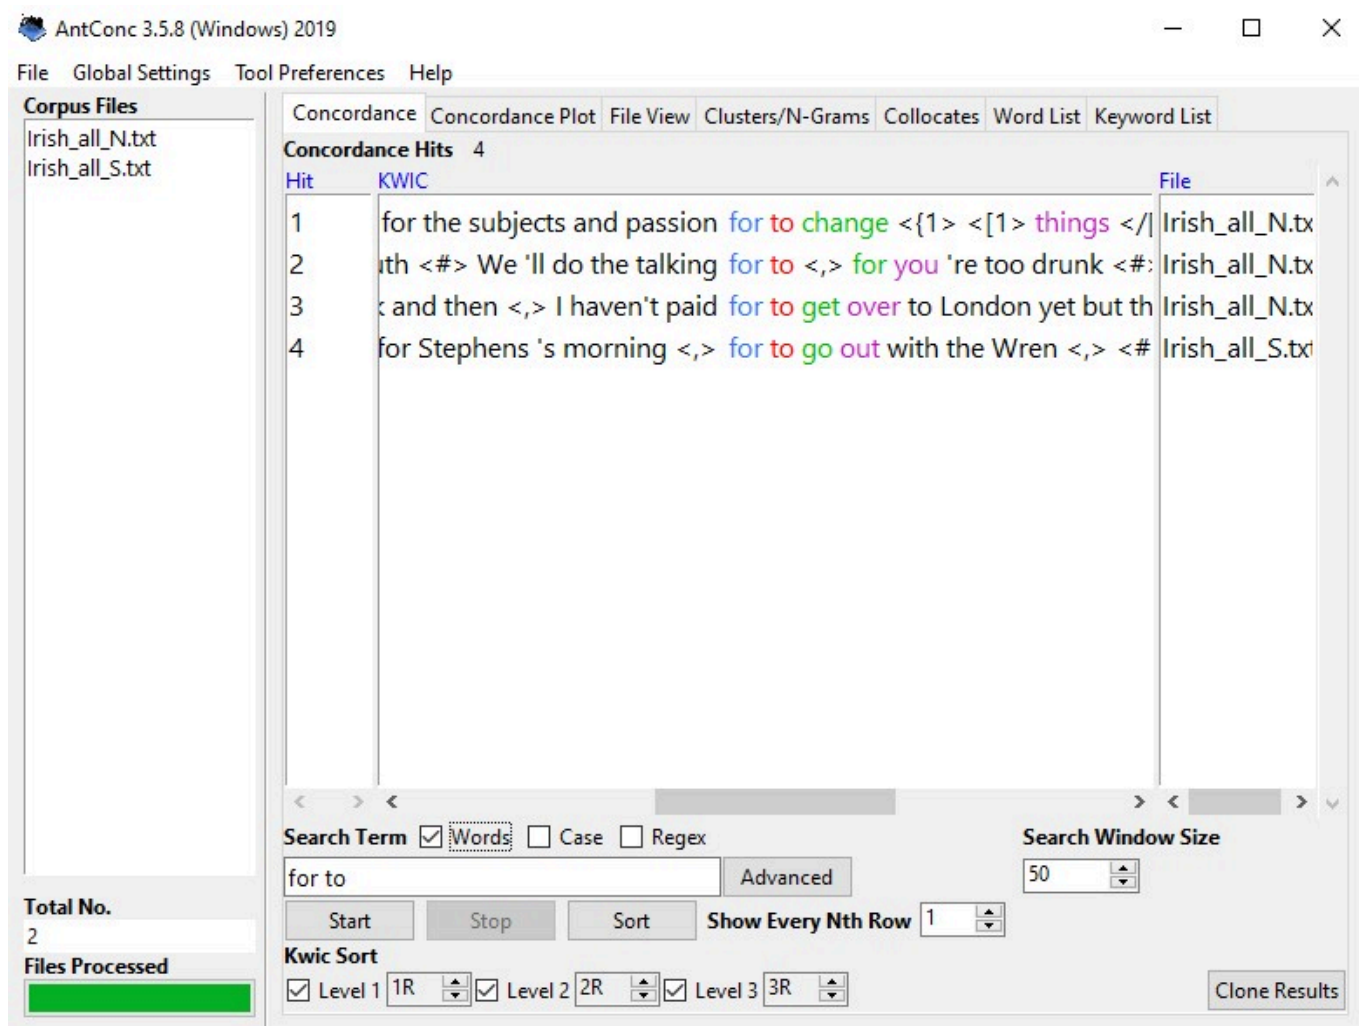 AntConc 3.5.8 (Windows) 2019
File Global Settings Tool Preferences Help
Corpus Files
Irish_all_N.txt
Irish_all_S.txt
Total No.
2
Files Processed
Concordance Concordance Plot File View Clusters/N-Grams Collocates Word List Keyword List
Concordance Hits 4
Hit KWIC File
1 for the subjects and passion for to change <{1> <[1> things </[ Irish_all_N.tx
2 uth <#> We 'll do the talking for to <,> for you 're too drunk <#> Irish_all_N.tx
3 k and then <,> I haven't paid for to get over to London yet but th Irish_all_N.tx
4 for Stephens 's morning <,> for to go out with the Wren <,> <# Irish_all_S.txt
Search Term Words Case Regex Search Window Size
for to Advanced 50
Start Stop Sort Show Every Nth Row 1
Kwic Sort
Level 1 1R Level 2 2R Level 3 3R Clone Results